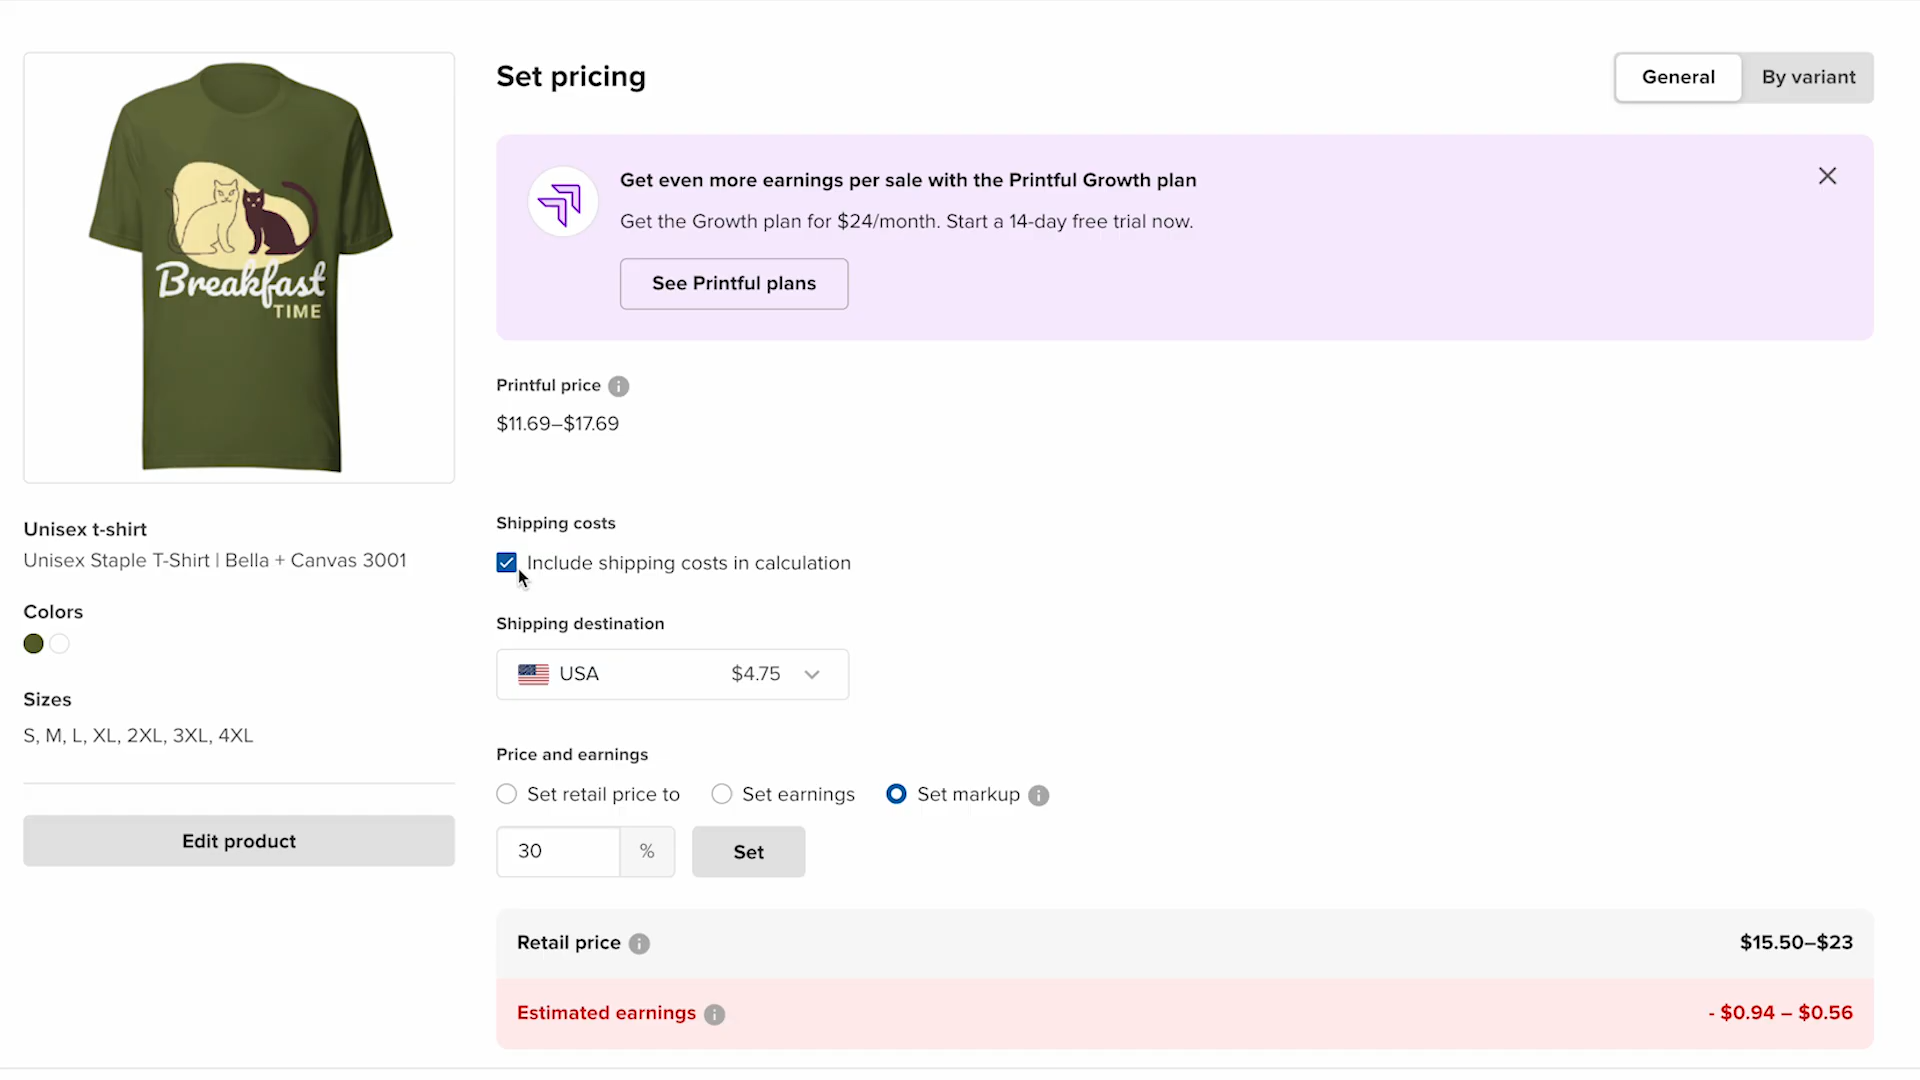 Set pricing
General
By variant
Get even more earnings per sale with the Printful Growth plan
Get the Growth plan for $24/month. Start a 14-day free trial now.
See Printful plans
Breakfast
TIME
Printful price
$11.69–$17.69
Unisex t-shirt
Unisex Staple T-Shirt | Bella + Canvas 3001
Colors
Sizes
S, M, L, XL, 2XL, 3XL, 4XL
Edit product
Shipping costs
Include shipping costs in calculation
Shipping destination
USA $4.75
Price and earnings
Set retail price to
Set earnings
Set markup
30 %
Set
Retail price
$15.50–$23
Estimated earnings
- $0.94 – $0.56